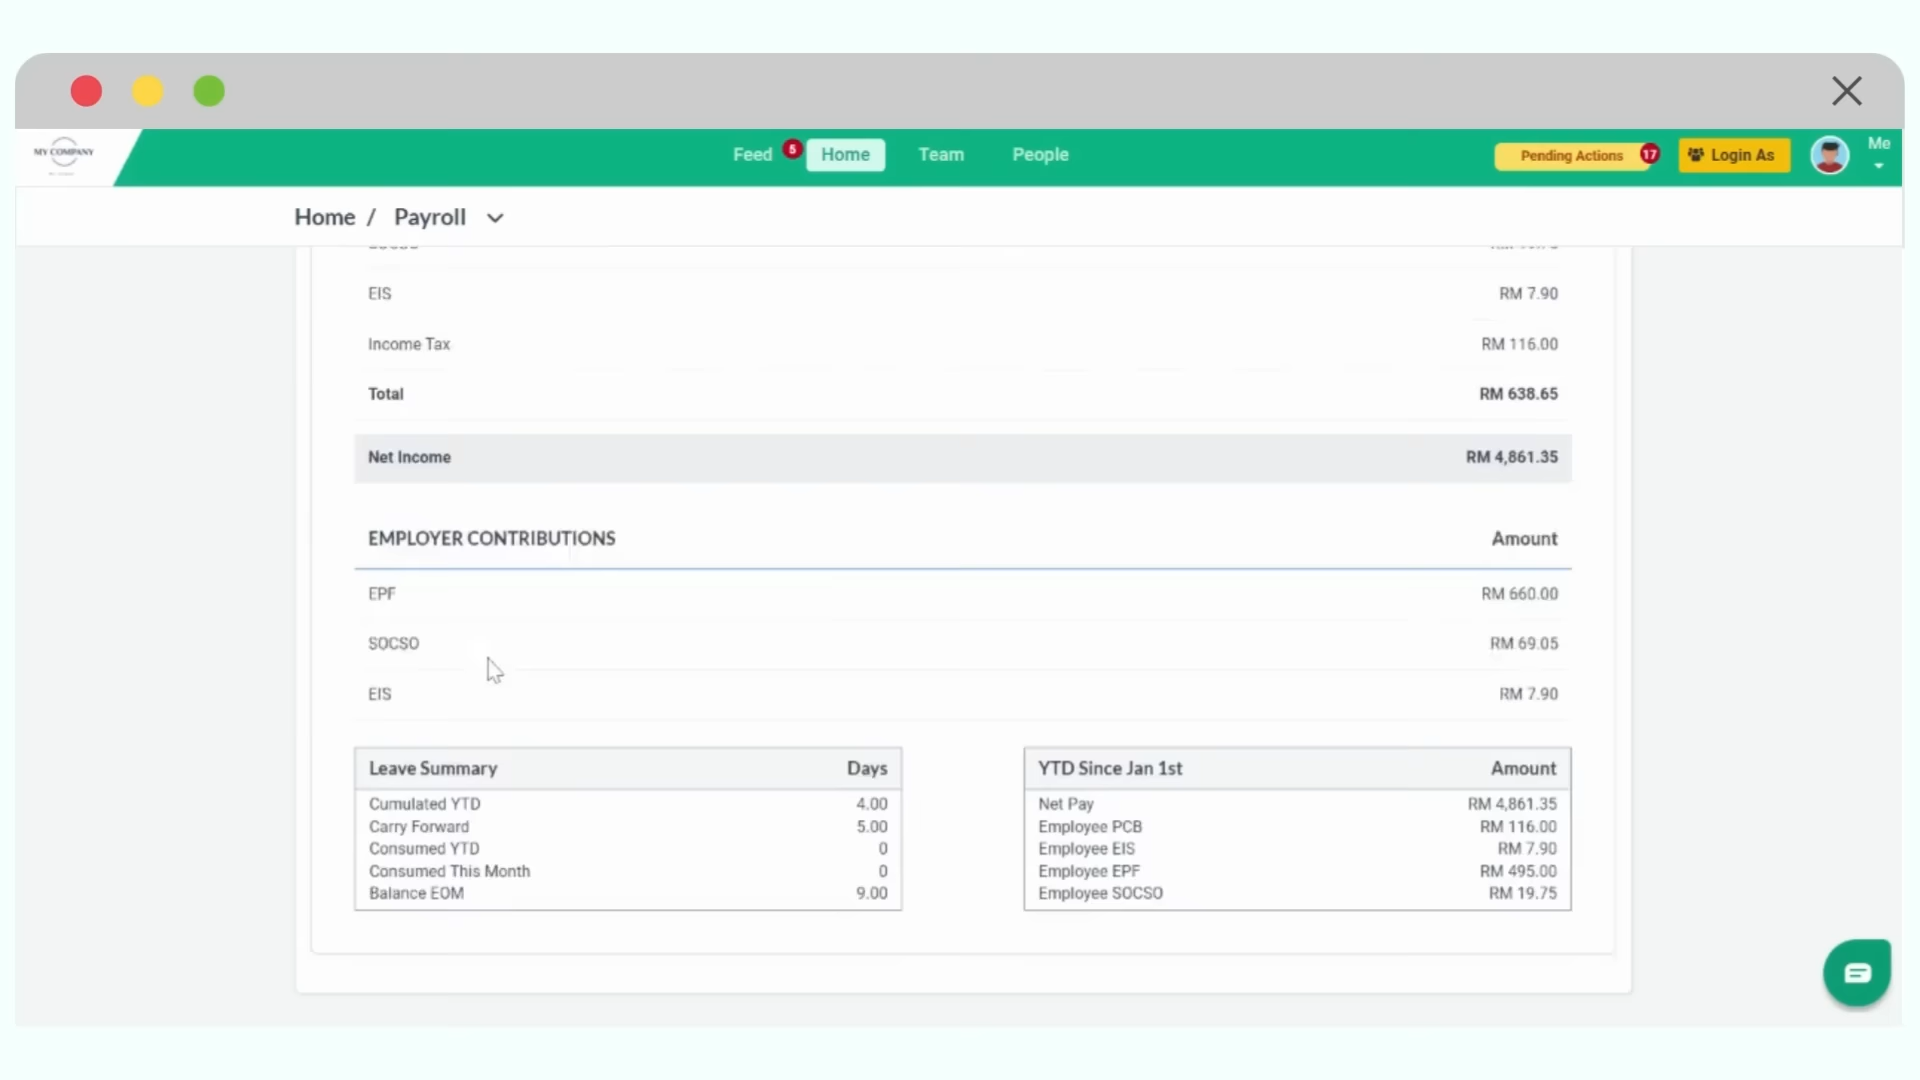 MY COMPANY
Feed 5 Home Team People Pending Actions 17 Login As Me
Home / Payroll
EIS RM 7.90
Income Tax RM 116.00
Total RM 638.65
Net Income RM 4,861.35
EMPLOYER CONTRIBUTIONS Amount
EPF RM 660.00
SOCSO RM 69.05
EIS RM 7.90
Leave Summary Days
Cumulated YTD 4.00
Carry Forward 5.00
Consumed YTD 0
Consumed This Month 0
Balance EOM 9.00
YTD Since Jan 1st Amount
Net Pay RM 4,861.35
Employee PCB RM 116.00
Employee EIS RM 7.90
Employee EPF RM 495.00
Employee SOCSO RM 19.75